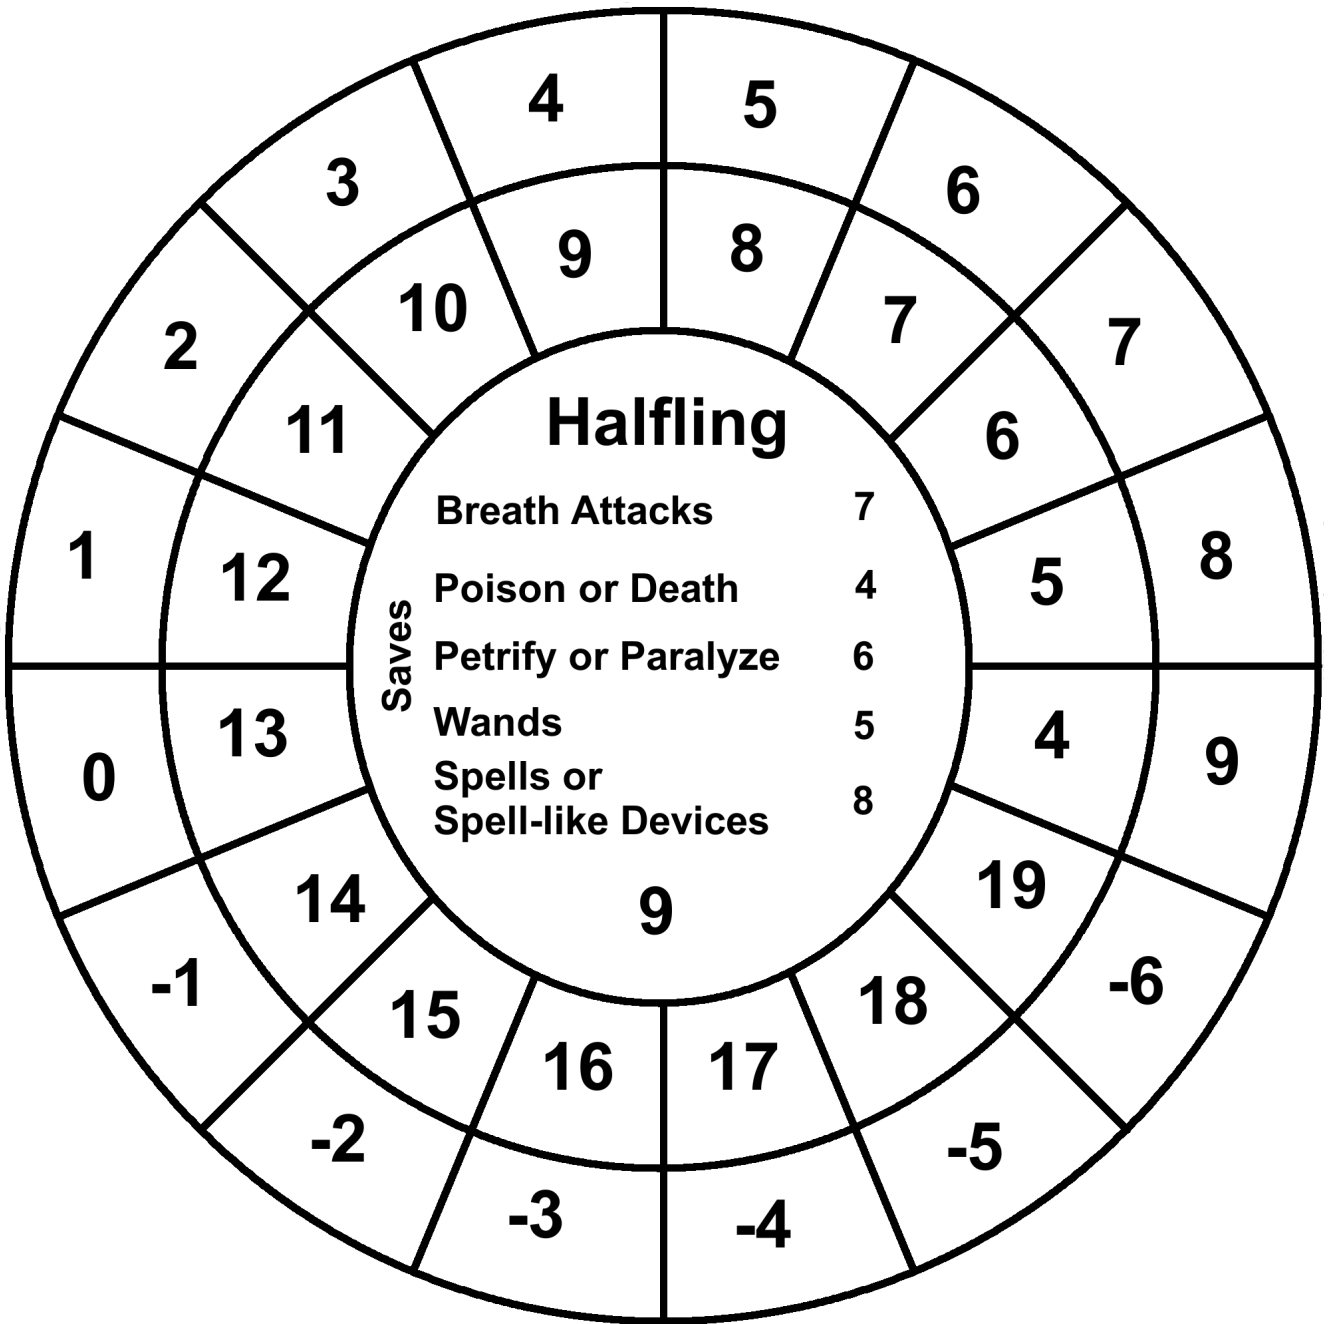 4 5
3 6
9 8
2 10 7 7
11 6
Halfling
Breath Attacks 7
1 12 5 8
Poison or Death 4
Saves
Petrify or Paralyze 6
Wands 5
0 13 4 9
Spells or
Spell-like Devices 8
14 19
9
-1 15 18 -6
16 17
-2 -5
-3 -4